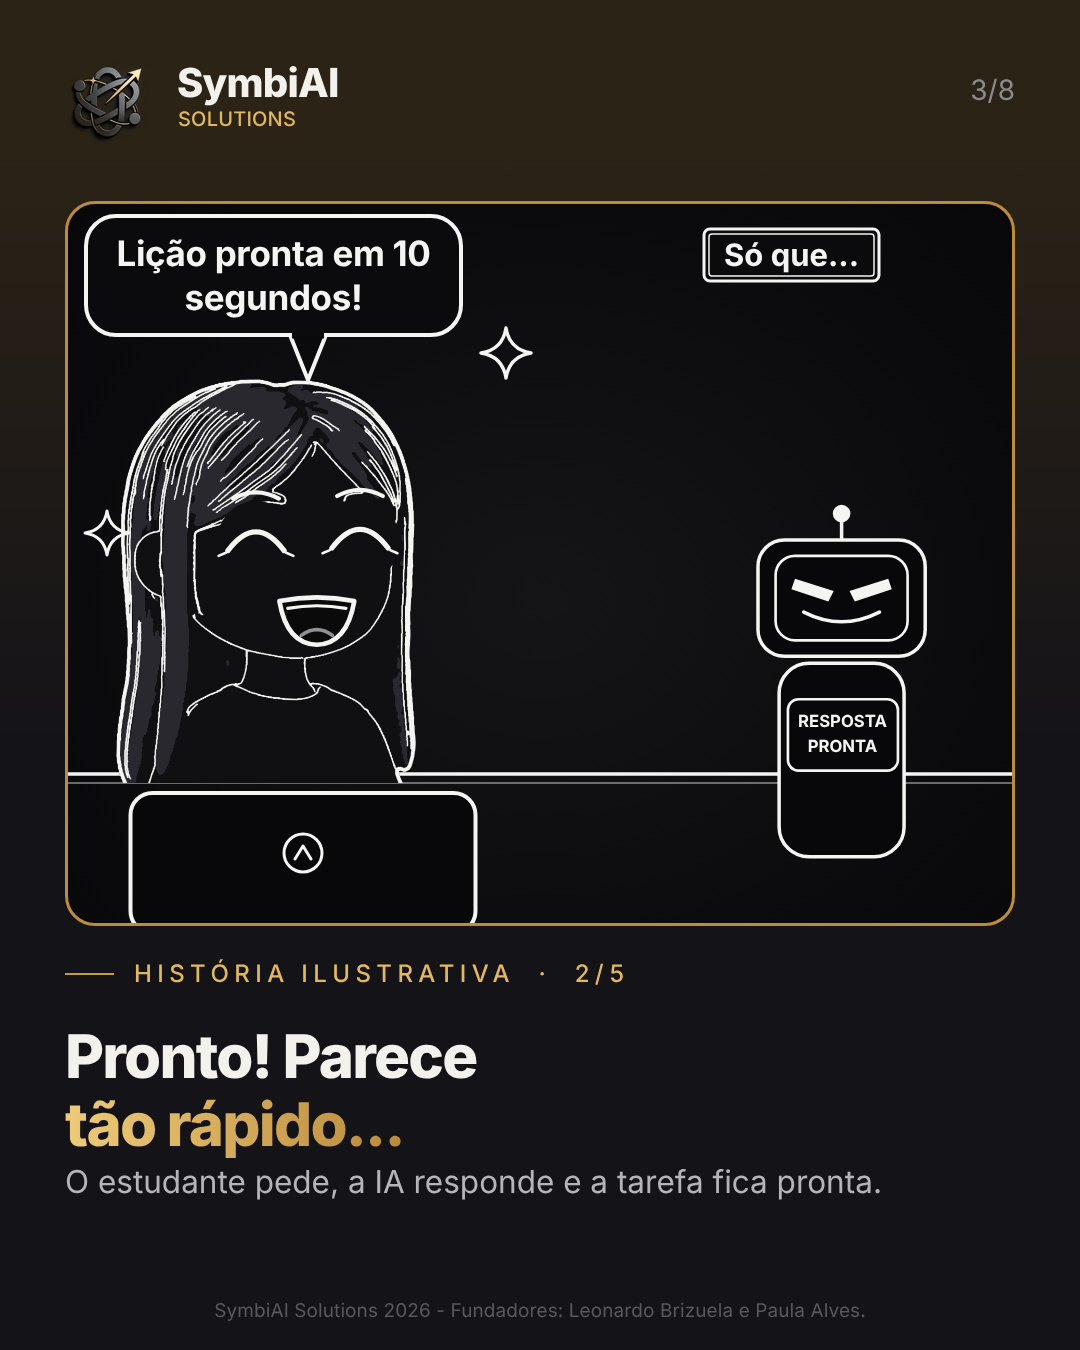 SymbiAI
SOLUTIONS
3/8
Lição pronta em 10
segundos!
Só que...
RESPOSTA
PRONTA
HISTÓRIA ILUSTRATIVA · 2/5
Pronto! Parece
tão rápido...
O estudante pede, a IA responde e a tarefa fica pronta.
SymbiAI Solutions 2026 - Fundadores: Leonardo Brizuela e Paula Alves.